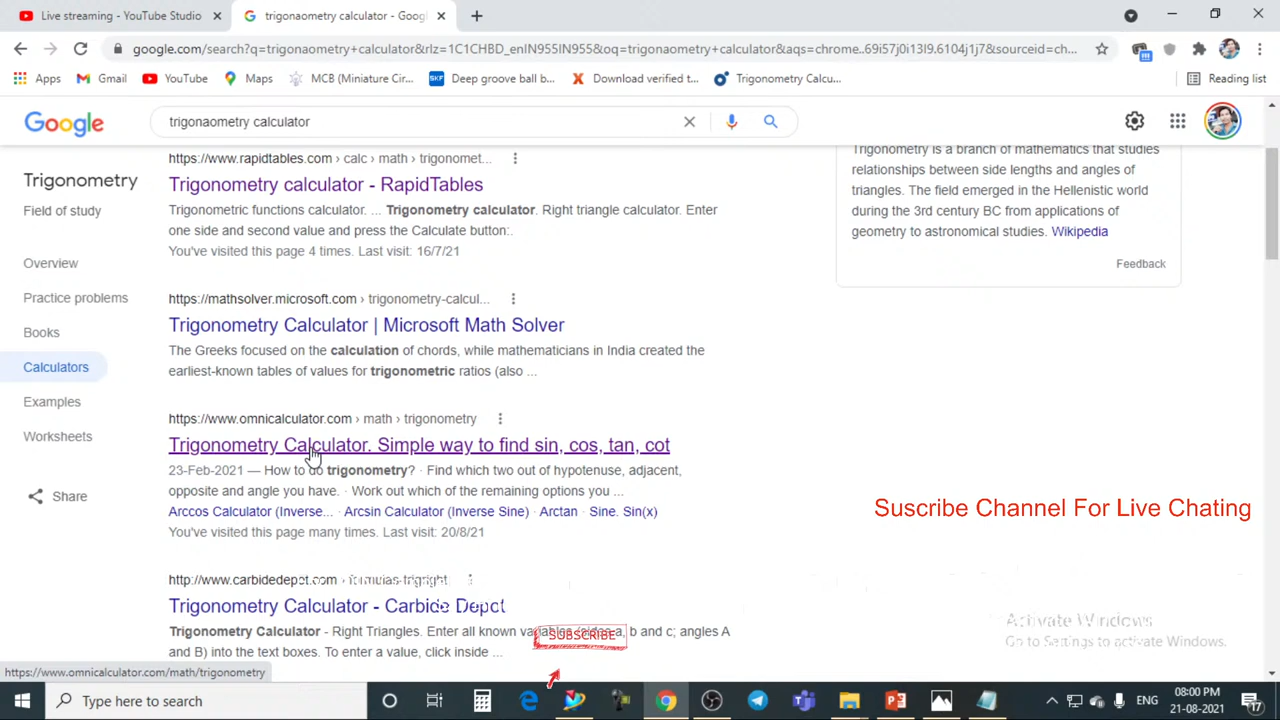 Live streaming - YouTube Studio
trigonaometry calculator - Goog
google.com/search?q=trigonaometry+calculator&rlz=1C1CHBD_enIN955IN955&oq=trigonaometry+calculator&aqs=chrome..69i57j0i13l9.6104j1j7&sourceid=ch...
Apps
Gmail
YouTube
Maps
MCB (Miniature Cir...
SKF
Deep groove ball b...
Download verified t...
Trigonometry Calcu...
Reading list
Google
trigonaometry calculator
Trigonometry
Field of study
Overview
Practice problems
Books
Calculators
Examples
Worksheets
Share
https://www.rapidtables.com › calc › math › trigonomet...
Trigonometry calculator - RapidTables
Trigonometric functions calculator. ... Trigonometry calculator. Right triangle calculator. Enter
one side and second value and press the Calculate button:.
You've visited this page 4 times. Last visit: 16/7/21
https://mathsolver.microsoft.com › trigonometry-calcul...
Trigonometry Calculator | Microsoft Math Solver
The Greeks focused on the calculation of chords, while mathematicians in India created the
earliest-known tables of values for trigonometric ratios (also ...
https://www.omnicalculator.com › math › trigonometry
Trigonometry Calculator. Simple way to find sin, cos, tan, cot
23-Feb-2021 — How to do trigonometry? · Find which two out of hypotenuse, adjacent,
opposite and angle you have. · Work out which of the remaining options you ...
Arccos Calculator (Inverse... · Arcsin Calculator (Inverse Sine) · Arctan · Sine. Sin(x)
You've visited this page many times. Last visit: 20/8/21
http://www.carbidedepot.com
Trigonometry Calculator - Carbide Depot
Trigonometry Calculator - Right Triangles. Enter all known variables (sides a, b and c; angles A
and B) into the text boxes. To enter a value, click inside ...
Trigonometry is a branch of mathematics that studies
relationships between side lengths and angles of
triangles. The field emerged in the Hellenistic world
during the 3rd century BC from applications of
geometry to astronomical studies. Wikipedia
Feedback
Suscribe Channel For Live Chating
SUBSCRIBE
Activate Windows
Go to Settings to activate Windows.
https://www.omnicalculator.com/math/trigonometry
Type here to search
ENG
08:00 PM
21-08-2021
17